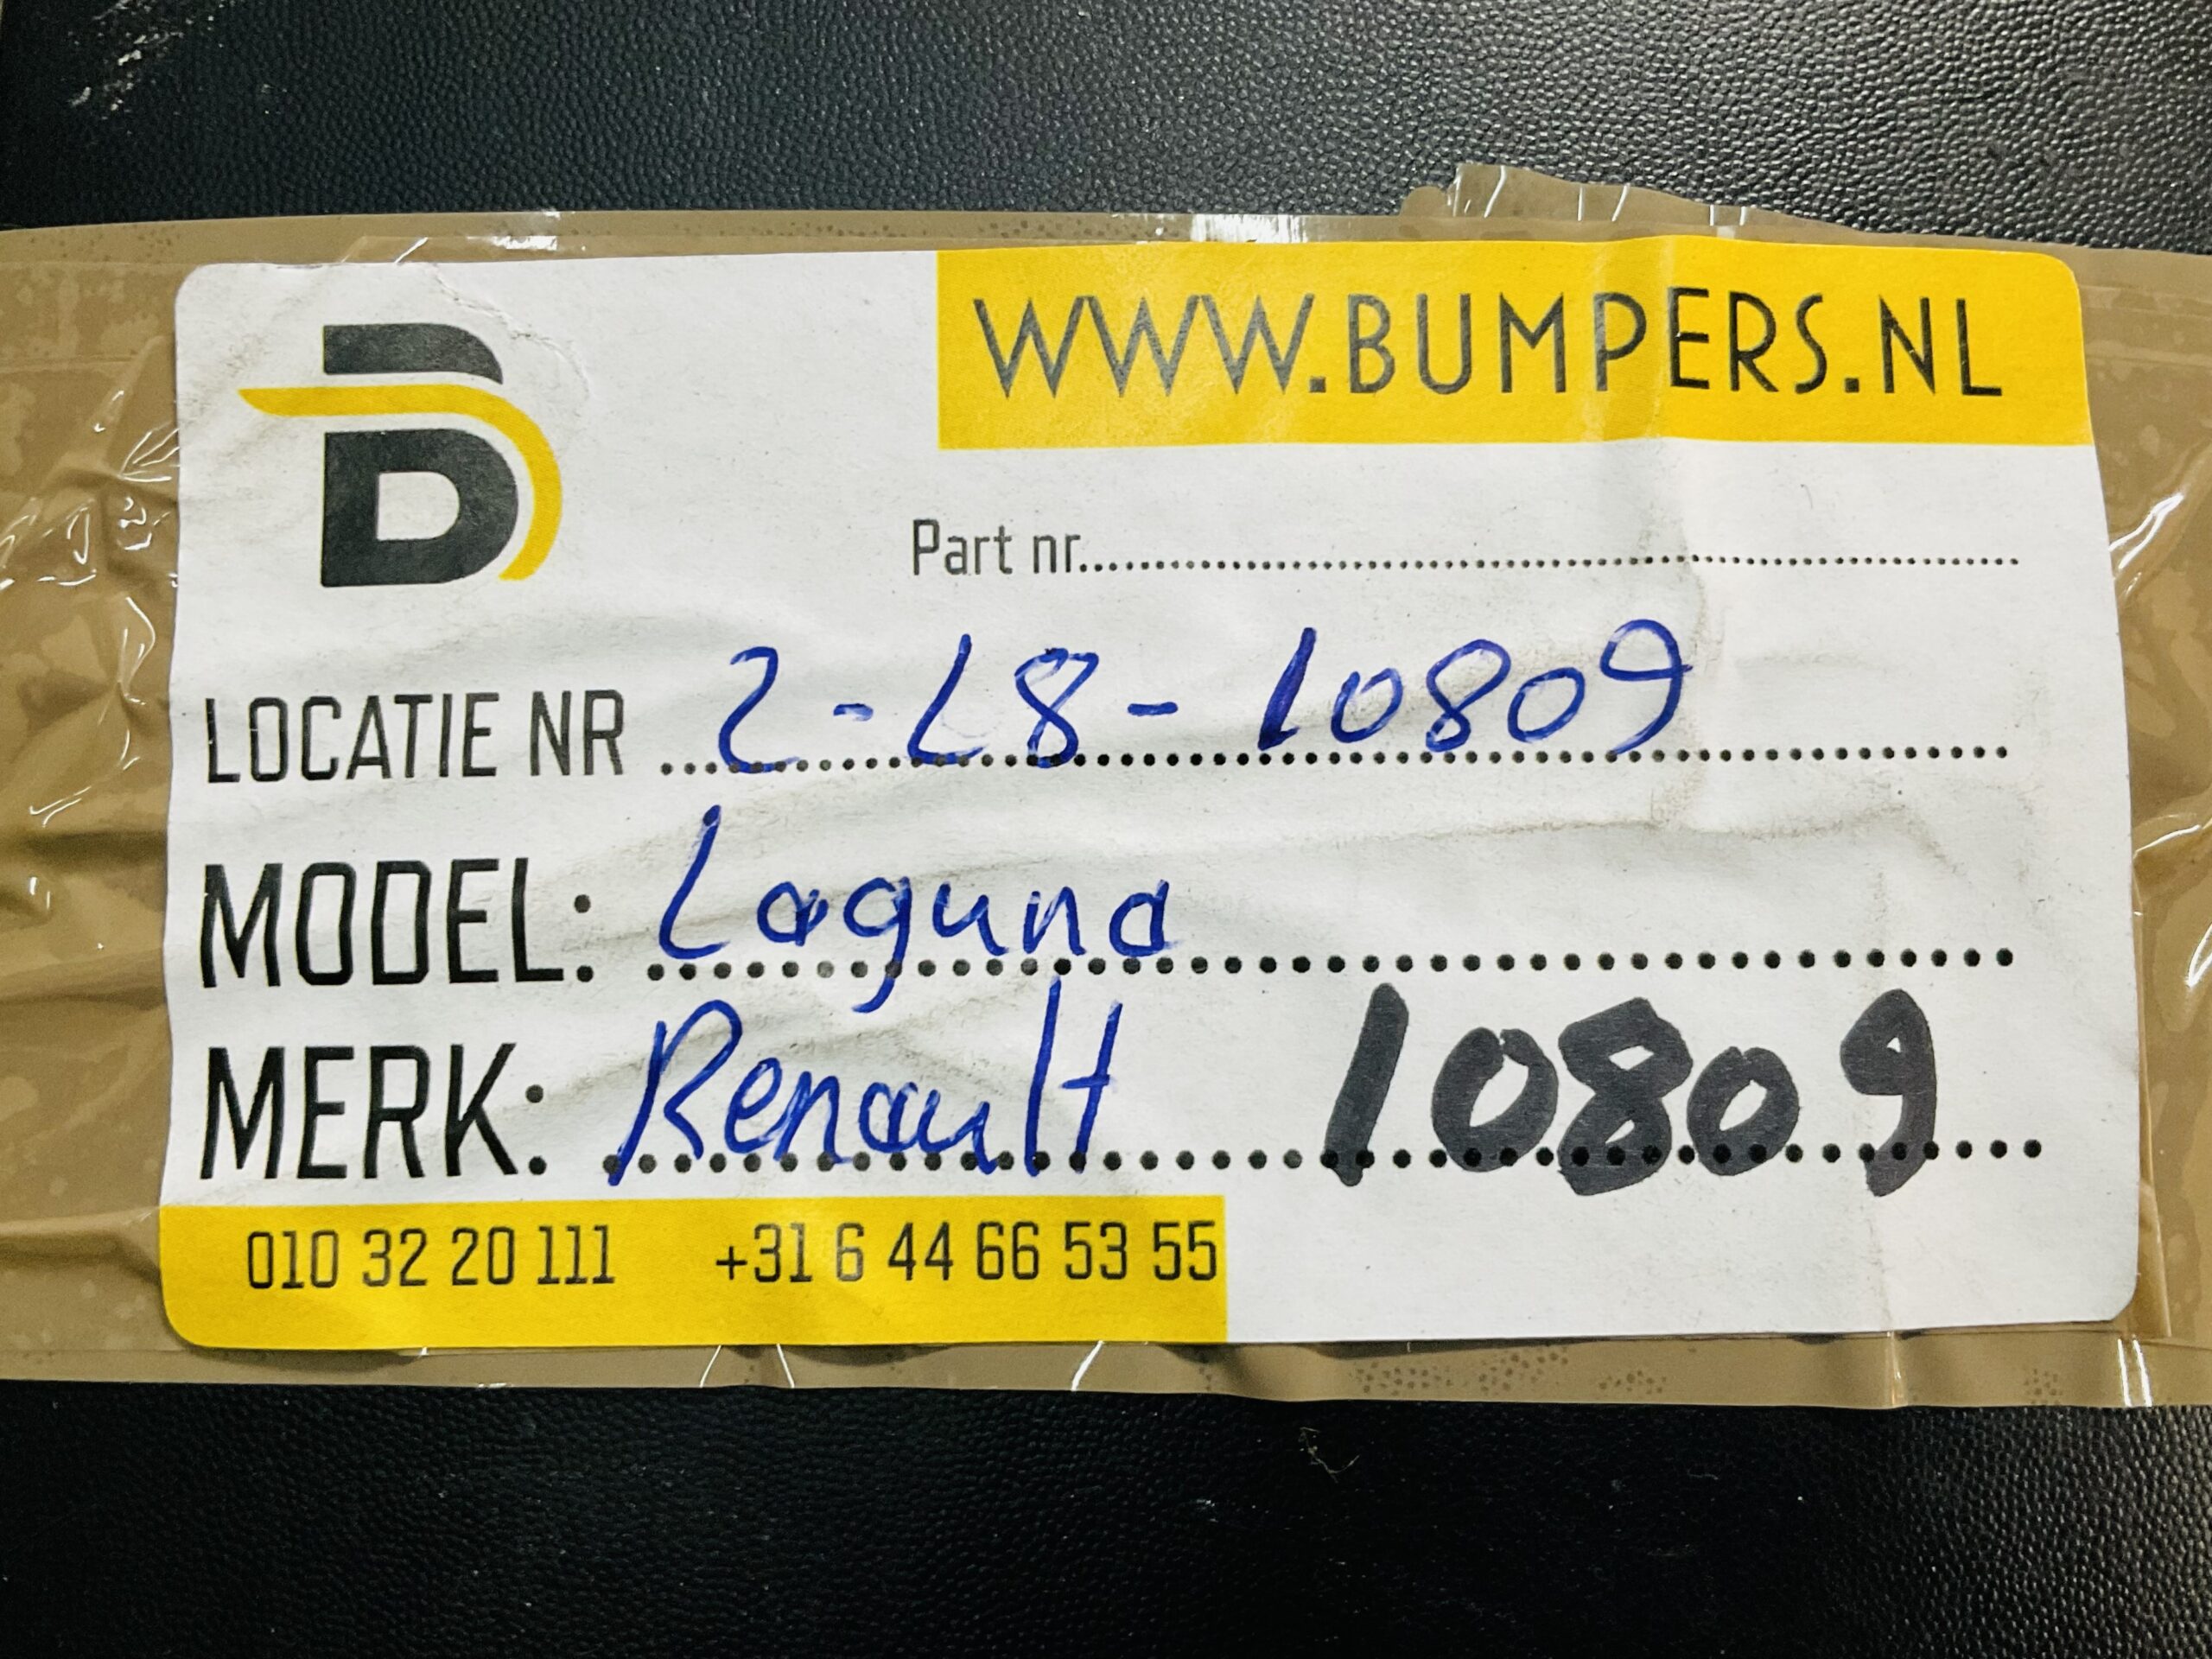 WWW.BUMPERS.NL
B
Part nr...................................................................
LOCATIE NR 2-L8-10809
MODEL: Laguna
MERK: Renault 10809
010 32 20 111 +31 6 44 66 53 55